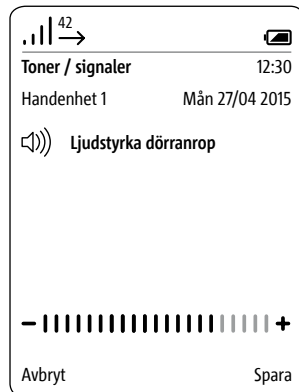 42
Toner / signaler 12:30
Handenhet 1 Mån 27/04 2015
Ljudstyrka dörranrop
Avbryt Spara